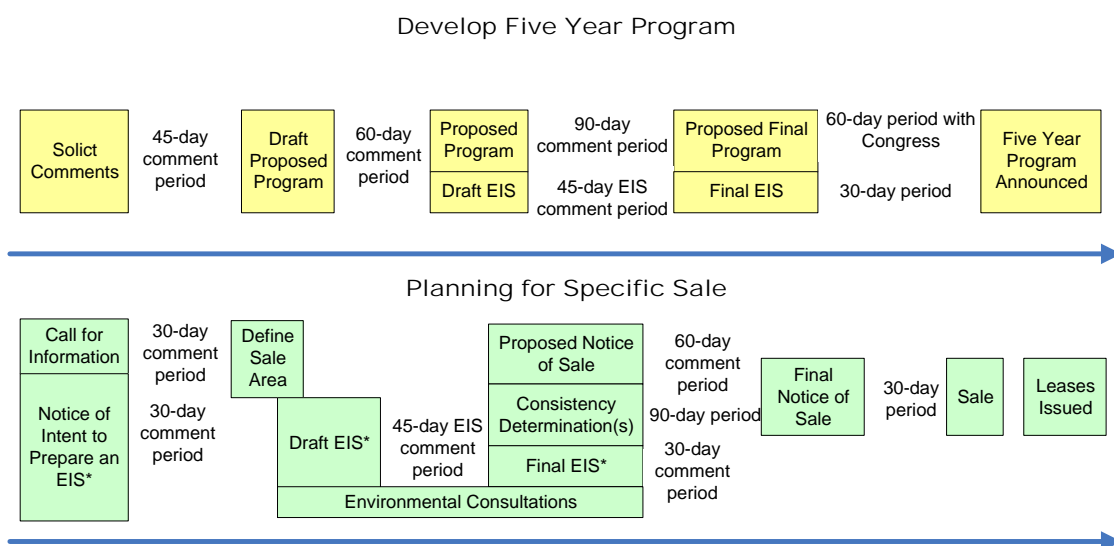 Develop Five Year Program
Solict
Comments
45-day
comment
period
Draft
Proposed
Program
60-day
comment
period
Proposed
Program
Draft EIS
90-day
comment period
45-day EIS
comment period
Proposed Final
Program
Final EIS
60-day period with
Congress
30-day period
Five Year
Program
Announced
Planning for Specific Sale
Call for
Information
Notice of
Intent to
Prepare an
EIS*
30-day
comment
period
30-day
comment
period
Define
Sale
Area
Draft EIS*
45-day EIS
comment
period
Proposed Notice
of Sale
Consistency
Determination(s)
Final EIS*
Environmental Consultations
60-day
comment
period
90-day period
30-day
comment
period
Final
Notice of
Sale
30-day
period
Sale
Leases
Issued